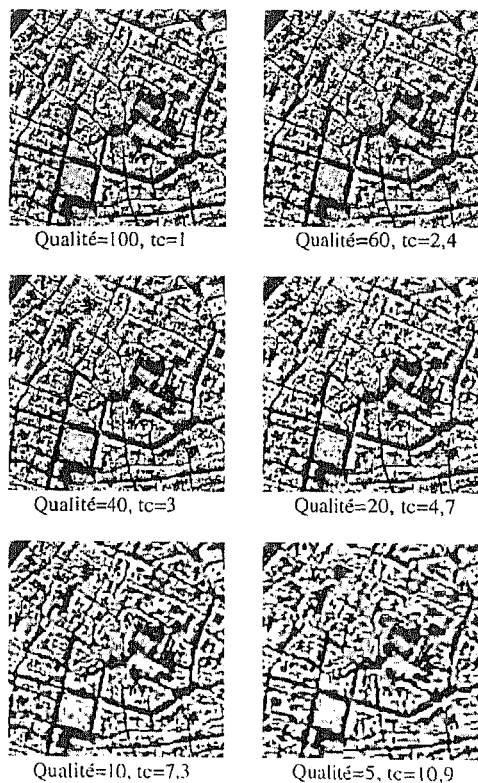 Qualité=100, tc=1
Qualité=60, tc=2,4
Qualité=40, tc=3
Qualité=20, tc=4,7
Qualité=10, tc=7,3
Qualité=5, tc=10,9